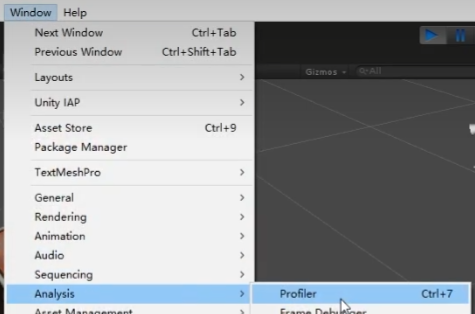 Window Help
Next Window Ctrl+Tab
Previous Window Ctrl+Shift+Tab
Layouts
Unity IAP
Asset Store Ctrl+9
Package Manager
TextMeshPro
General
Rendering
Animation
Audio
Sequencing
Analysis
Asset Management
Gizmos
All
Profiler Ctrl+7
Frame Debugger